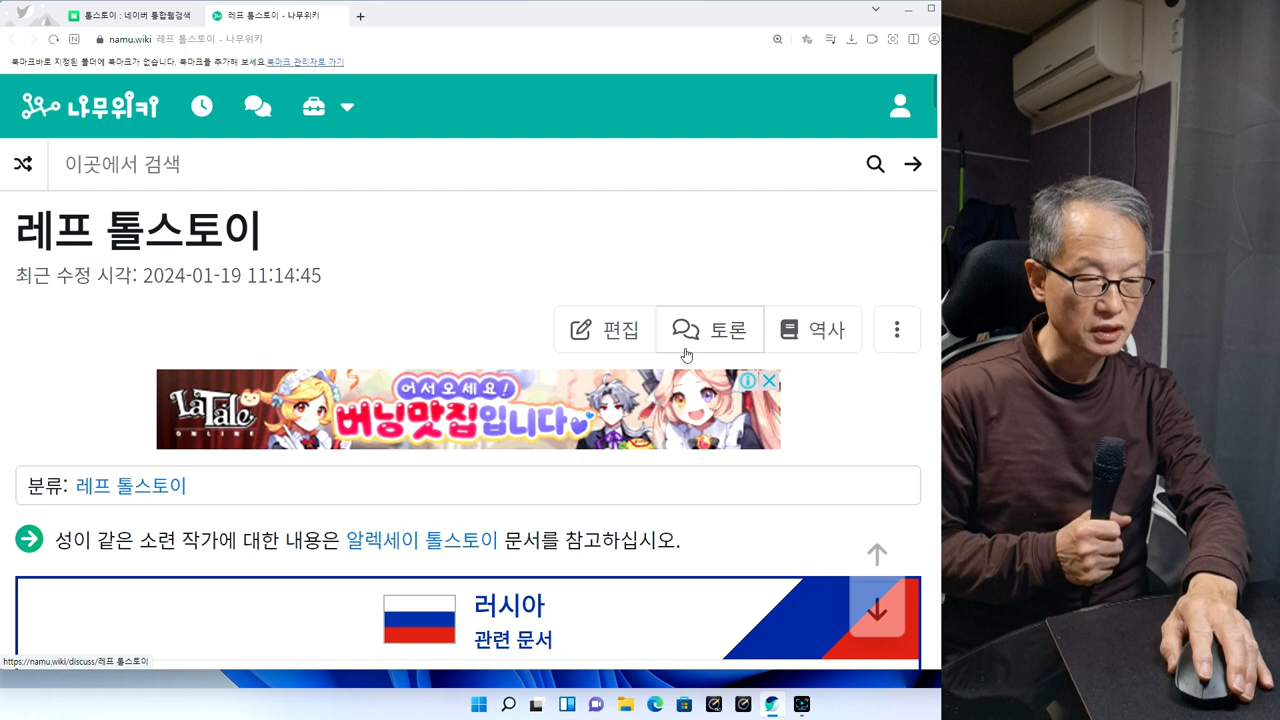 톨스토이 : 네이버 통합웹검색
레프 톨스토이 - 나무위키
namu.wiki 레프 톨스토이 - 나무위키
북마크바로 지정된 폴더에 북마크가 없습니다. 북마크를 추가해 보세요. 북마크 관리자로 가기
나무위키
이곳에서 검색
레프 톨스토이
최근 수정 시각: 2024-01-19 11:14:45
편집 토론 역사
LaTale
ONLINE
어서오세요!
버닝맛집입니다
분류: 레프 톨스토이
성이 같은 소련 작가에 대한 내용은 알렉세이 톨스토이 문서를 참고하십시오.
러시아
관련 문서
https://namu.wiki/discuss/레프 톨스토이